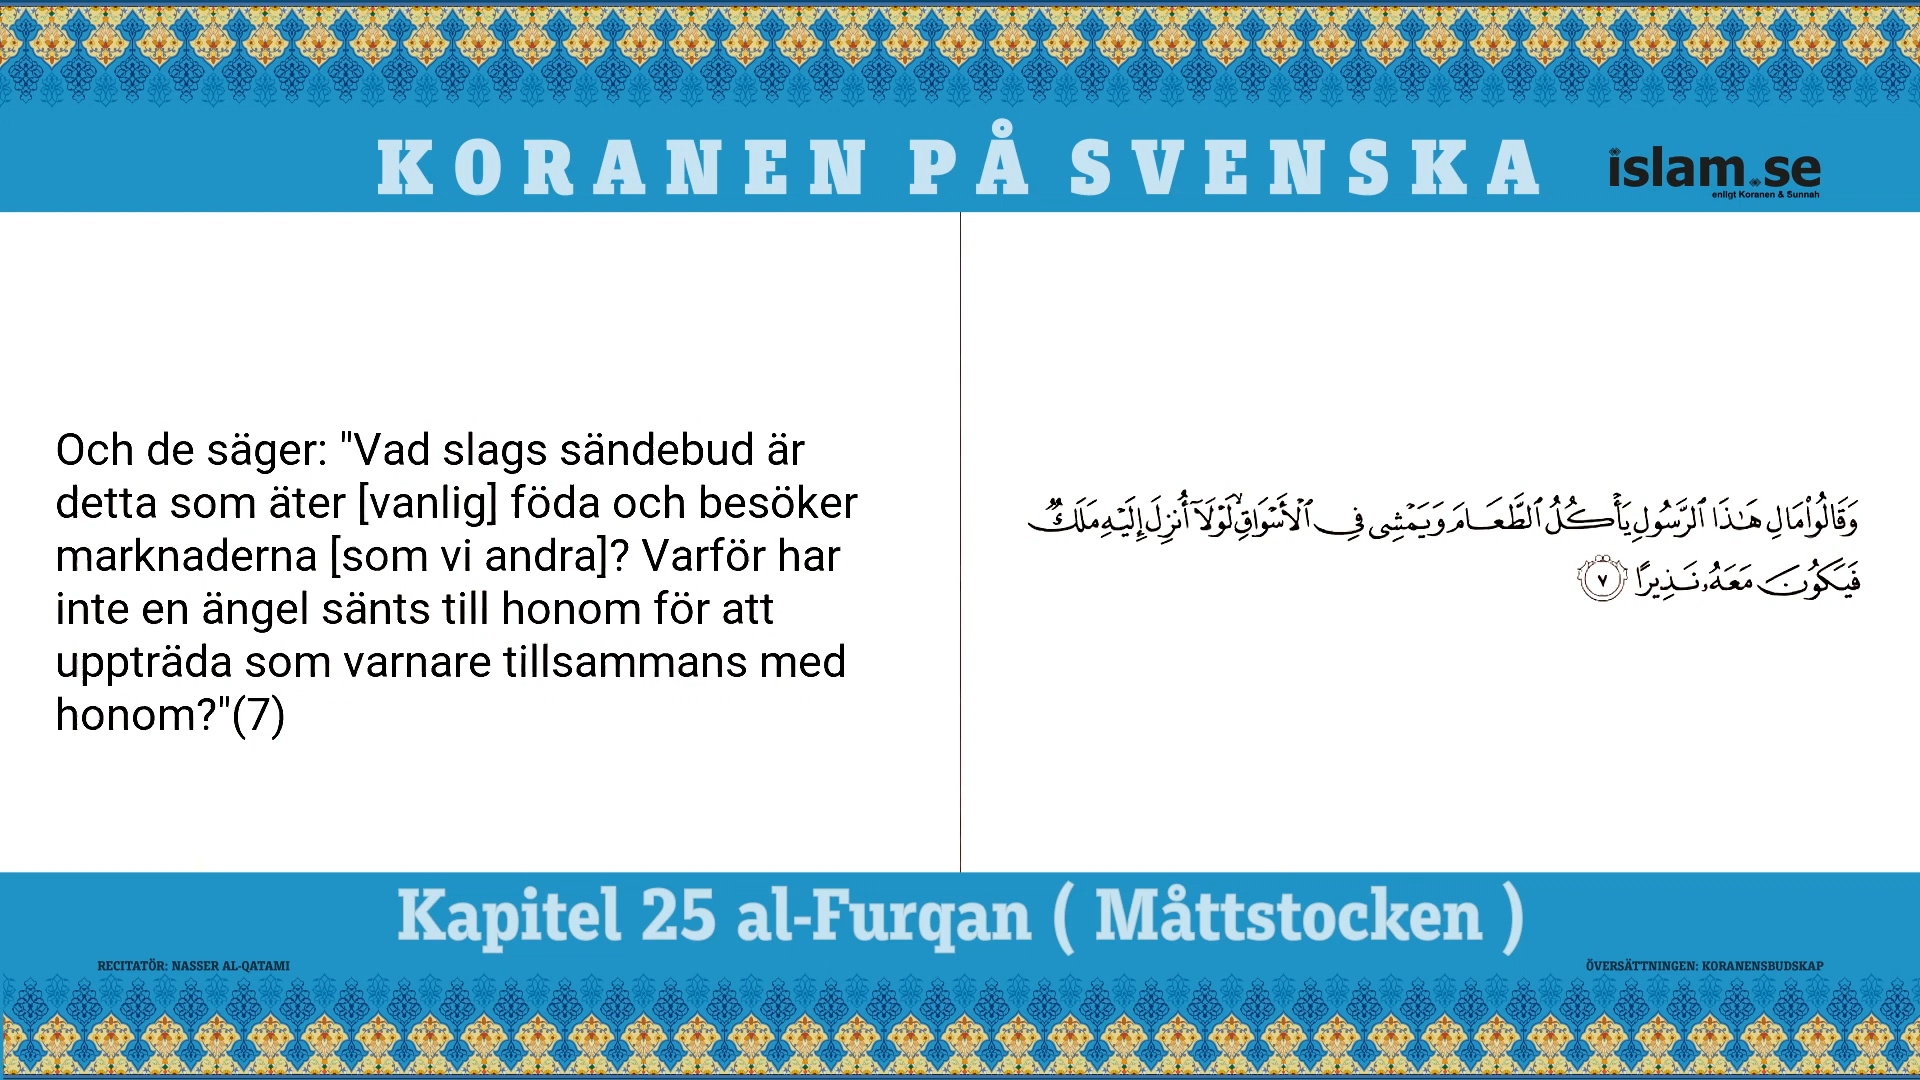 KORANEN PÅ SVENSKA
islam.se
enligt Koranen & Sunnah
Och de säger: "Vad slags sändebud är
detta som äter [vanlig] föda och besöker
marknaderna [som vi andra]? Varför har
inte en ängel sänts till honom för att
uppträda som varnare tillsammans med
honom?"(7)
وَقَالُوا۟ مَالِ هَـٰذَا ٱلرَّسُولِ يَأْكُلُ ٱلطَّعَامَ وَيَمْشِى فِى ٱلْأَسْوَاقِ ۙ لَوْلَآ أُنزِلَ إِلَيْهِ مَلَكٌ
فَيَكُونَ مَعَهُۥ نَذِيرًا ٧
Kapitel 25 al-Furqan ( Måttstocken )
RECITATÖR: NASSER AL-QATAMI
ÖVERSÄTTNINGEN: KORANENSBUDSKAP